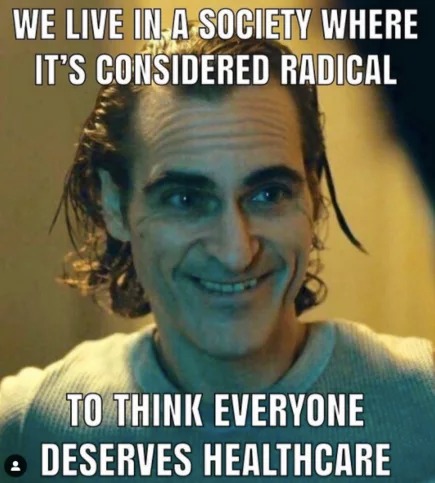 WE LIVE IN A SOCIETY WHERE
IT'S CONSIDERED RADICAL
TO THINK EVERYONE
DESERVES HEALTHCARE